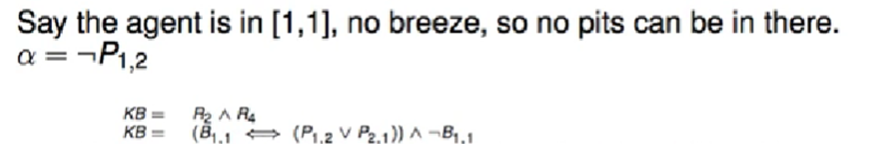 Say the agent is in [1,1], no breeze, so no pits can be in there.
α = ¬P1,2
KB = R2 ∧ R4
KB = (B1,1 ⟺ (P1,2 ∨ P2,1)) ∧ ¬B1,1